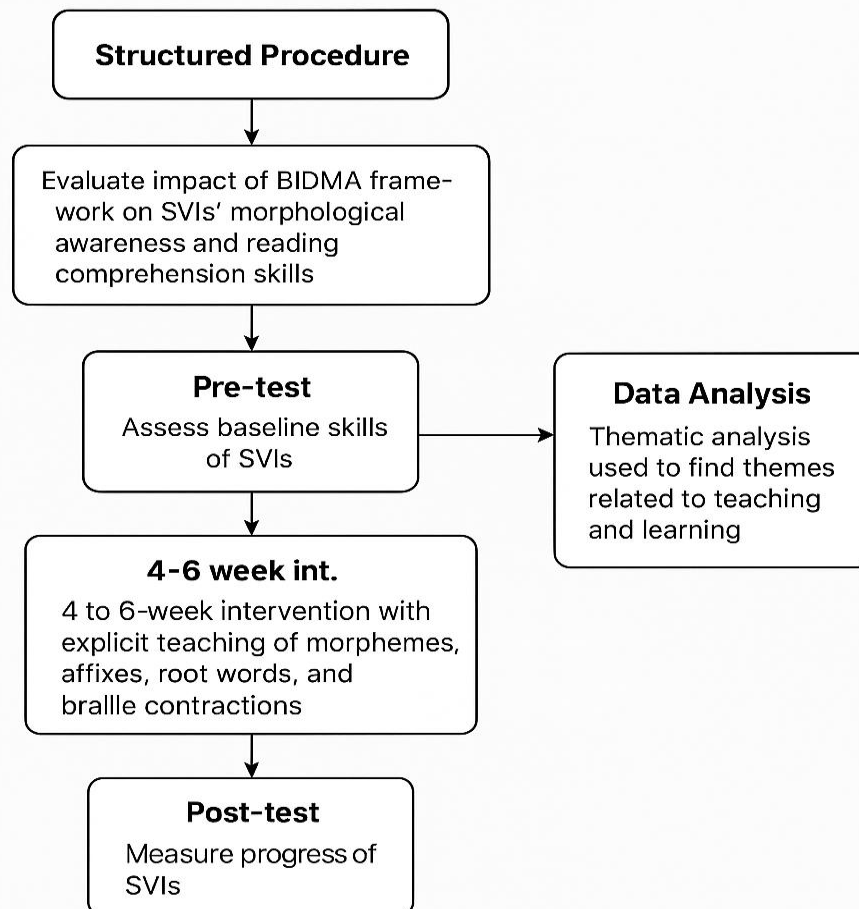 Structured Procedure
Evaluate impact of BIDMA frame-
work on SVIs’ morphological
awareness and reading
comprehension skills
Pre-test
Assess baseline skills
of SVIs
Data Analysis
Thematic analysis
used to find themes
related to teaching
and learning
4-6 week int.
4 to 6-week intervention with
explicit teaching of morphemes,
affixes, root words, and
brallle contractions
Post-test
Measure progress of
SVIs